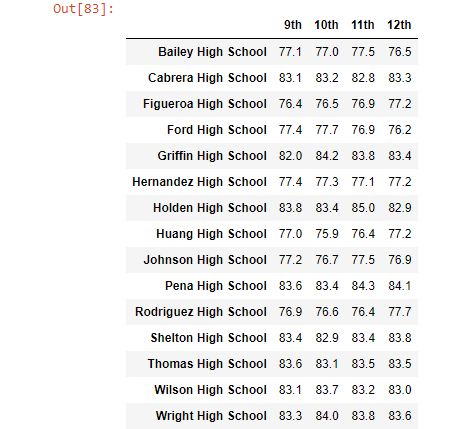 Out[83]:
9th 10th 11th 12th
Bailey High School 77.1 77.0 77.5 76.5
Cabrera High School 83.1 83.2 82.8 83.3
Figueroa High School 76.4 76.5 76.9 77.2
Ford High School 77.4 77.7 76.9 76.2
Griffin High School 82.0 84.2 83.8 83.4
Hernandez High School 77.4 77.3 77.1 77.2
Holden High School 83.8 83.4 85.0 82.9
Huang High School 77.0 75.9 76.4 77.2
Johnson High School 77.2 76.7 77.5 76.9
Pena High School 83.6 83.4 84.3 84.1
Rodriguez High School 76.9 76.6 76.4 77.7
Shelton High School 83.4 82.9 83.4 83.8
Thomas High School 83.6 83.1 83.5 83.5
Wilson High School 83.1 83.7 83.2 83.0
Wright High School 83.3 84.0 83.8 83.6